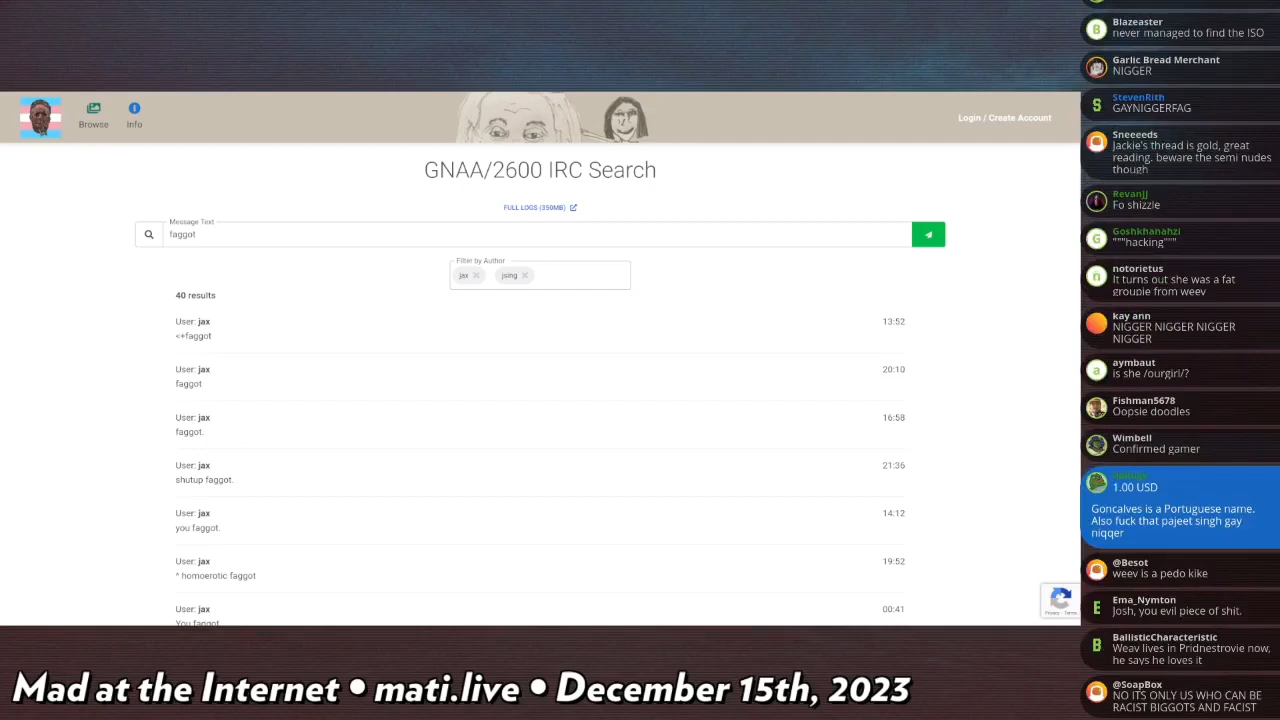 Browse
Info
Login / Create Account
GNAA/2600 IRC Search
FULL LOGS (350MB)
Message Text
faggot
Filter by Author
jax
jsing
40 results
User: jax
13:52
<+faggot
User: jax
20:10
faggot
User: jax
16:58
faggot.
User: jax
21:36
shutup faggot.
User: jax
14:12
you faggot.
User: jax
19:52
^ homoerotic faggot
User: jax
00:41
You faggot
Privacy - Terms
Blazeaster
never managed to find the ISO
Garlic Bread Merchant
NIGGER
StevenRith
GAYNIGGERFAG
Sneeeds
Jackie's thread is gold, great
reading. beware the semi nudes
though
RevanJJ
Fo shizzle
Goshkhanahzi
"""hacking"""
notorietus
It turns out she was a fat
groupie from weev
kay ann
NIGGER NIGGER NIGGER
NIGGER
aymbaut
is she /ourgirl/?
Fishman5678
Oopsie doodles
Wimbell
Confirmed gamer
1.00 USD
Goncalves is a Portuguese name.
Also fuck that pajeet singh gay
niqqer
@Besot
weev is a pedo kike
Ema_Nymton
Josh, you evil piece of shit.
BallisticCharacteristic
Weav lives in Pridnestrovie now,
he says he loves it
@SoapBox
NO ITS ONLY US WHO CAN BE
RACIST BIGGOTS AND FACIST
Mad at the Internet • mati.live • December 15th, 2023